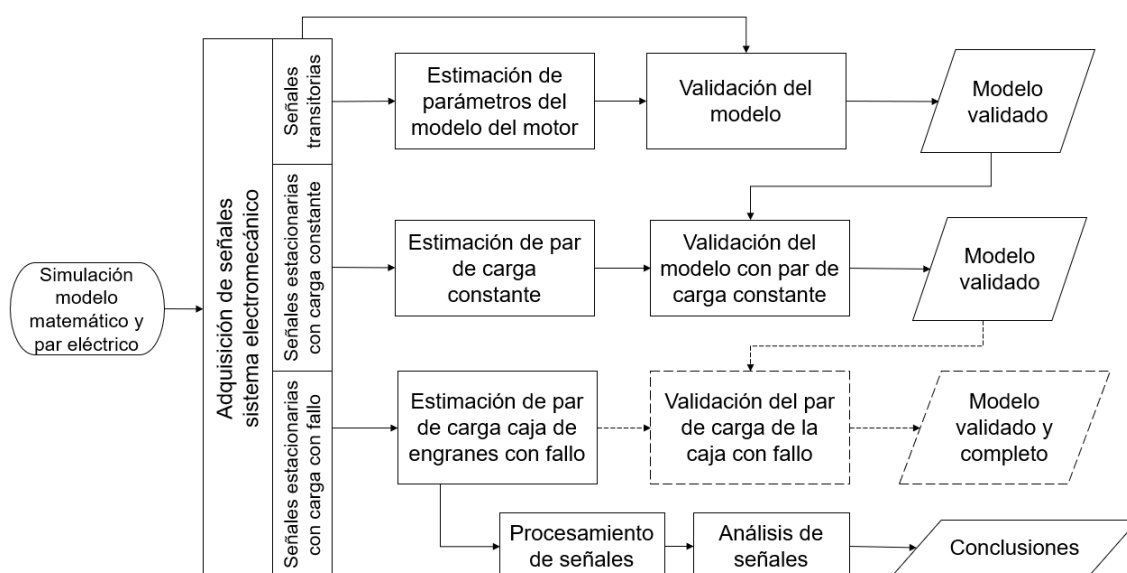 Simulación
modelo
matemático y
par eléctrico
Adquisición de señales
sistema electromecánico
Señales
transitorias
Estimación de
parámetros del
modelo del motor
Validación del
modelo
Modelo
validado
Señales estacionarias
con carga constante
Estimación de par
de carga
constante
Validación del
modelo con par de
carga constante
Modelo
validado
Señales estacionarias
con carga con fallo
Estimación de par
de carga caja de
engranes con fallo
Validación del par
de carga de la
caja con fallo
Modelo
validado y
completo
Procesamiento
de señales
Análisis de
señales
Conclusiones